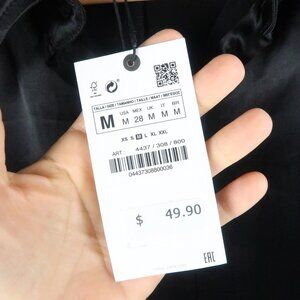 TALLA / SIZE / TAMANHO / TAILLE / MAAT / ΜΕΓΕΘΟΣ
M
USA MEX UK IT BR
M 28 M M M
XS S M L XL XXL
ART. 4437 / 308 / 800
04437308800036
$ 49.90
EAC